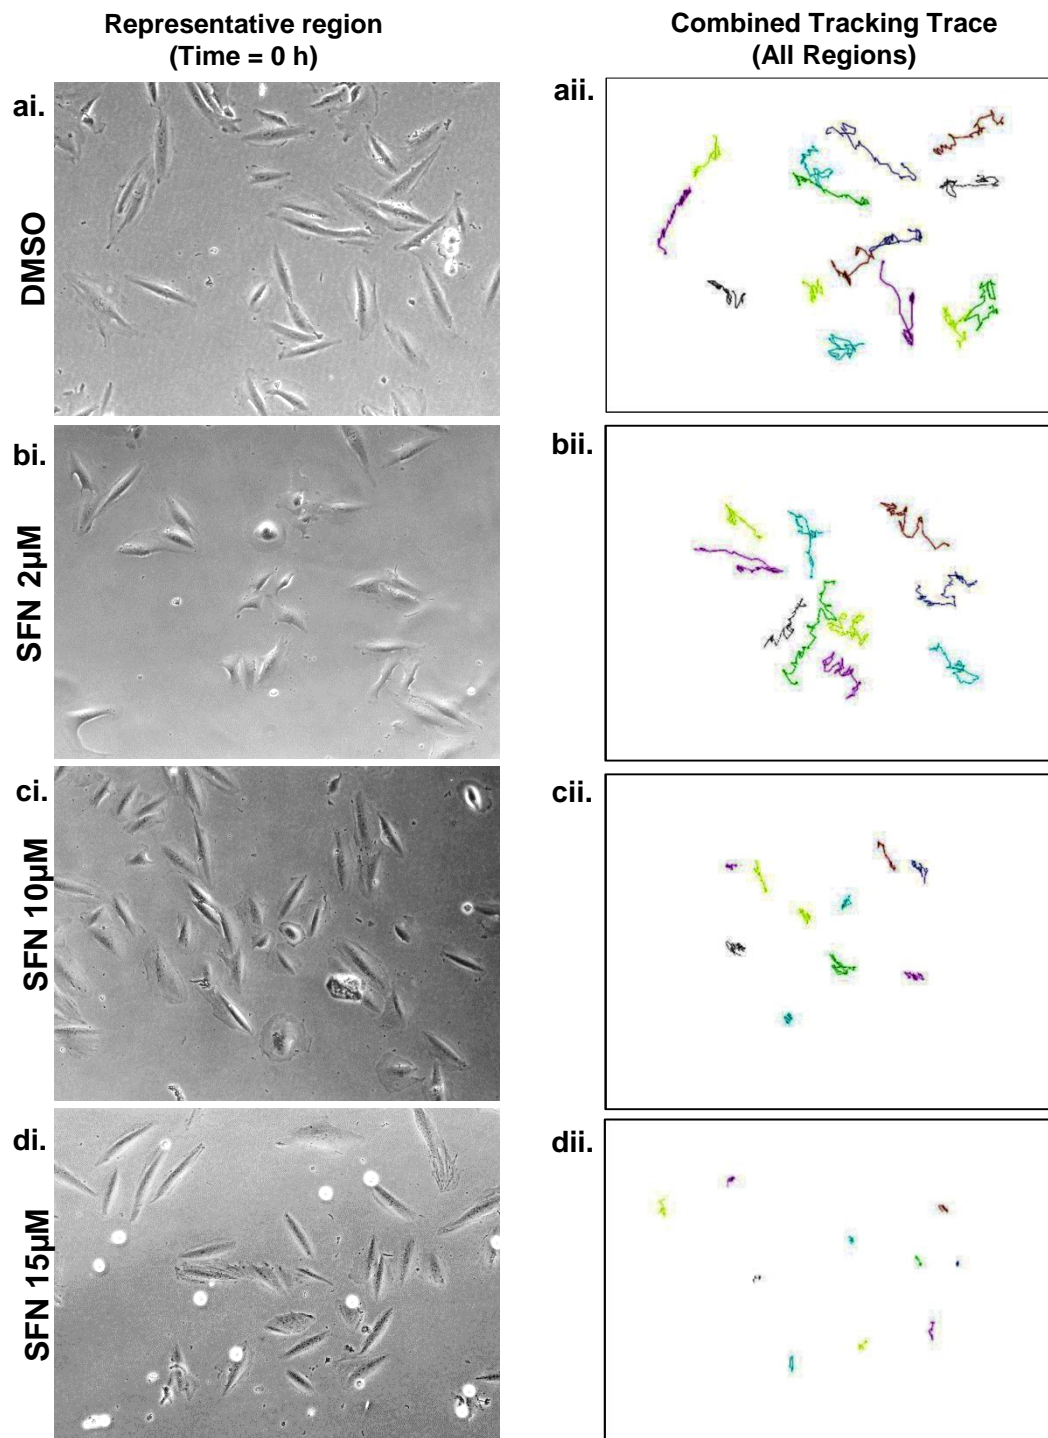 Representative region
(Time = 0 h)
Combined Tracking Trace
(All Regions)
ai.
aii.
DMSO
bi.
bii.
SFN 2µM
ci.
cii.
SFN 10µM
di.
dii.
SFN 15µM